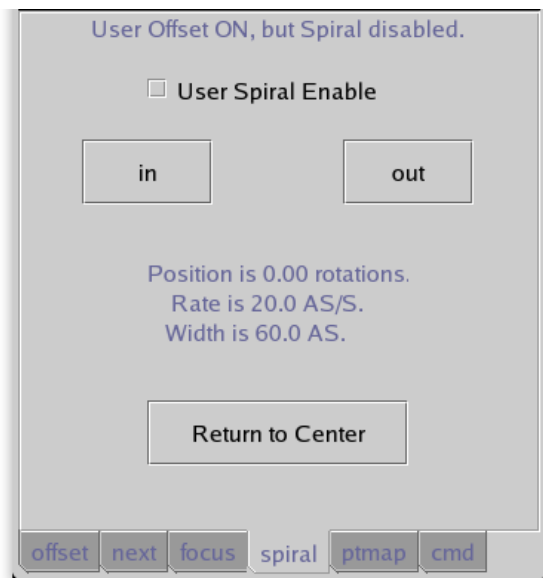 User Offset ON, but Spiral disabled.
User Spiral Enable
in out
Position is 0.00 rotations.
Rate is 20.0 AS/S.
Width is 60.0 AS.
Return to Center
offset next focus spiral ptmap cmd